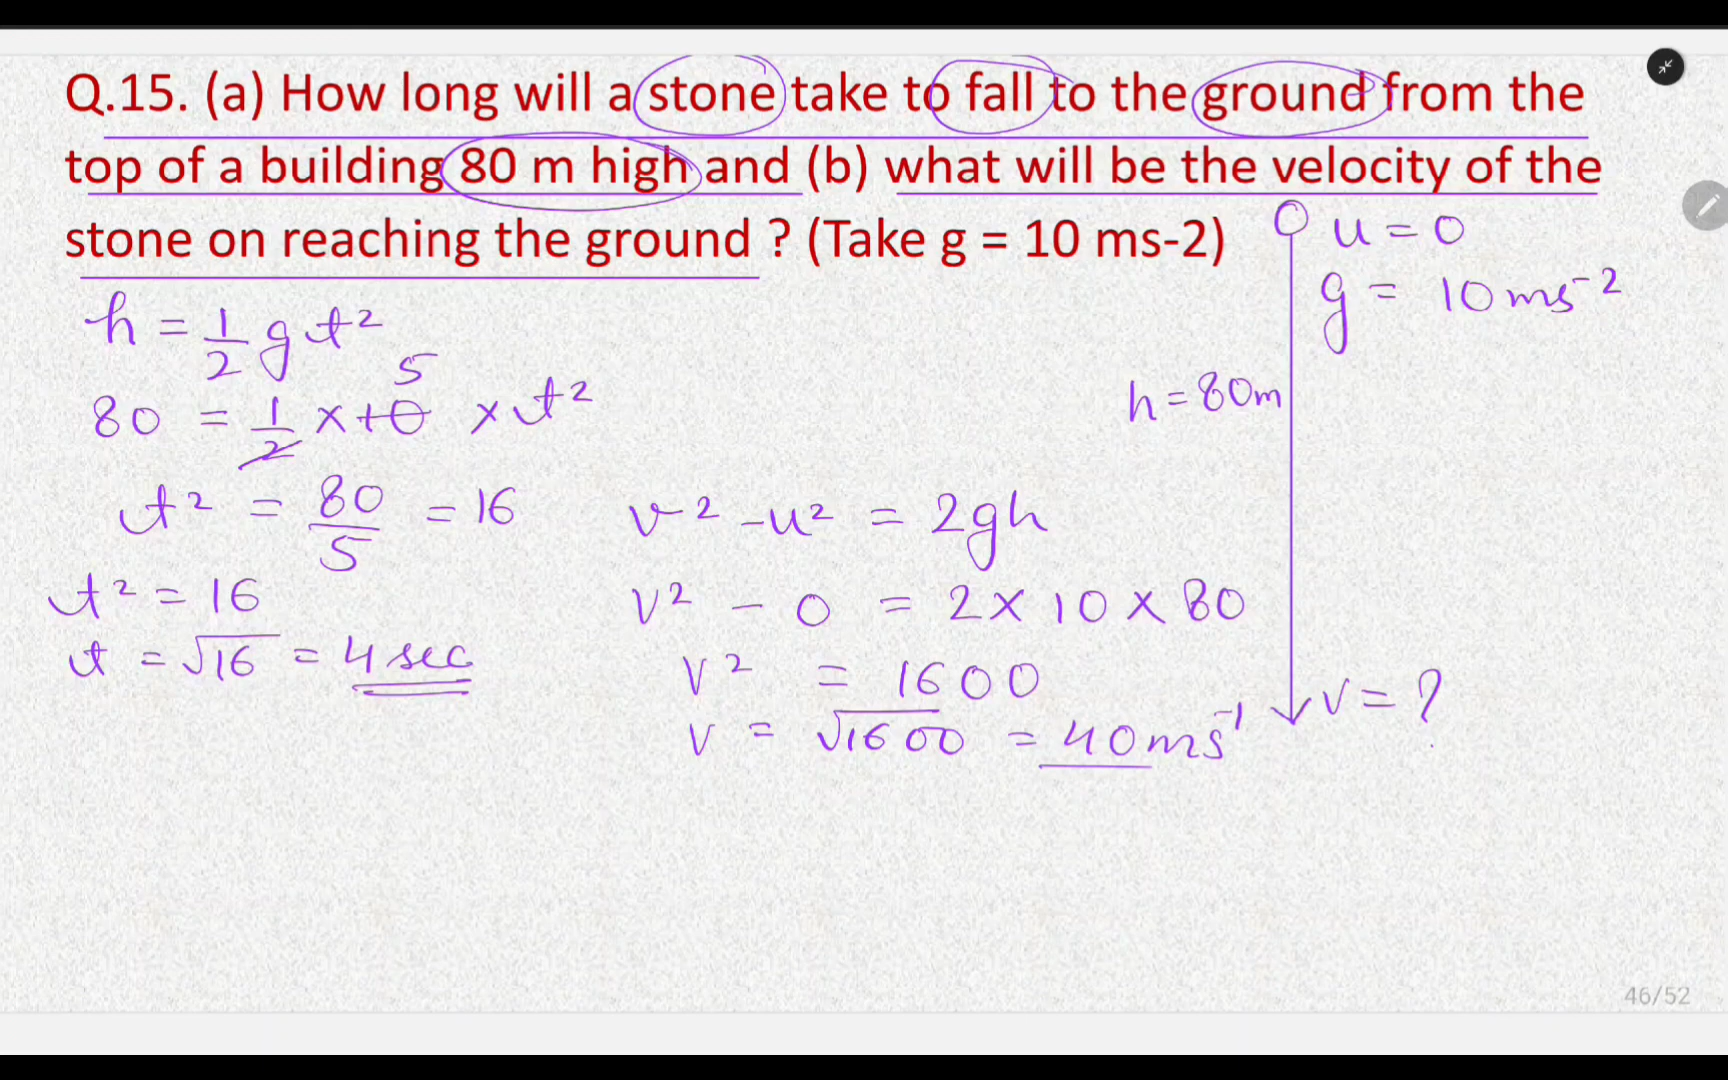 Q.15. (a) How long will a stone take to fall to the ground from the
top of a building 80 m high and (b) what will be the velocity of the
stone on reaching the ground ? (Take g = 10 ms-2)
u = 0
g = 10 ms⁻²
h = 80m
v = ?
h = 1/2 g t²
5
80 = 1/2 × 10 × t²
t² = 80/5 = 16
t² = 16
t = √16 = 4 sec
v² - u² = 2gh
v² - 0 = 2 × 10 × 80
v² = 1600
v = √1600 = 40 ms⁻¹
46/52